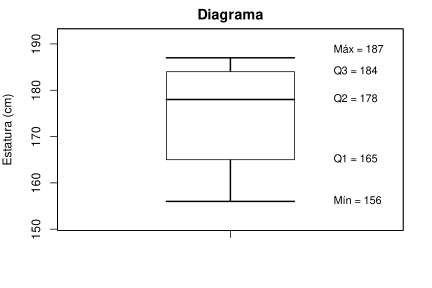 Diagrama
Estatura (cm)
190
180
170
160
150
Máx = 187
Q3 = 184
Q2 = 178
Q1 = 165
Mín = 156